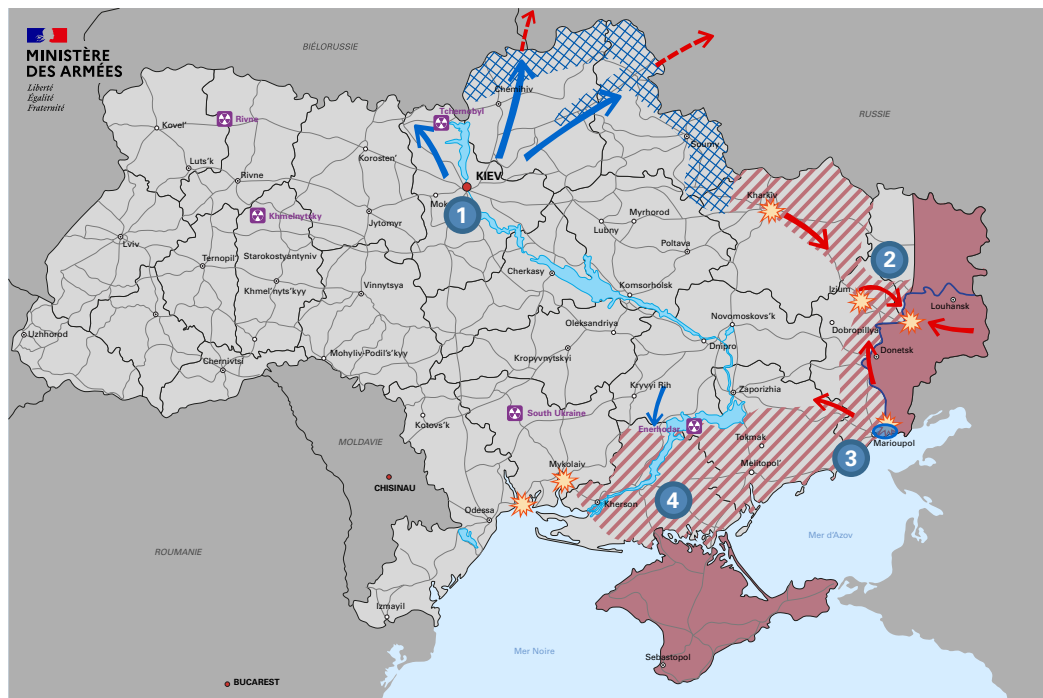 MINISTÈRE
DES ARMÉES
Liberté
Égalité
Fraternité
BIÉLORUSSIE
RUSSIE
Chernihiv
Tchernobyl
Rivne
Kovel'
Soumy
Korosten'
Luts'k
Rivne
KIEV
Kharkiv
Mok
1
Khmelnytsky
Jytomyr
Myrhorod
Lubny
Lviv
Poltava
Ternopil'
Starokostyantyniv
2
Cherkasy
Khmel'nyts'kyy
Vinnytsya
Izium
Komsorholsk
Louhansk
Uzhhorod
Oleksandriya
Novomoskovs'k
Dobropillya
Dnipro
Donetsk
Chernivtsi
Mohyliv-Podil's'kyy
Kropyvnytskyi
Kryvyi Rih
Zaporizhia
South Ukraine
Kotovs'k
Enerhodar
Tokmak
Marioupol
MOLDAVIE
3
Mykolaiv
Melitopol'
CHISINAU
4
Kherson
Odessa
Mer d'Azov
ROUMANIE
Izmayil
Mer Noire
Sebastopol
BUCAREST